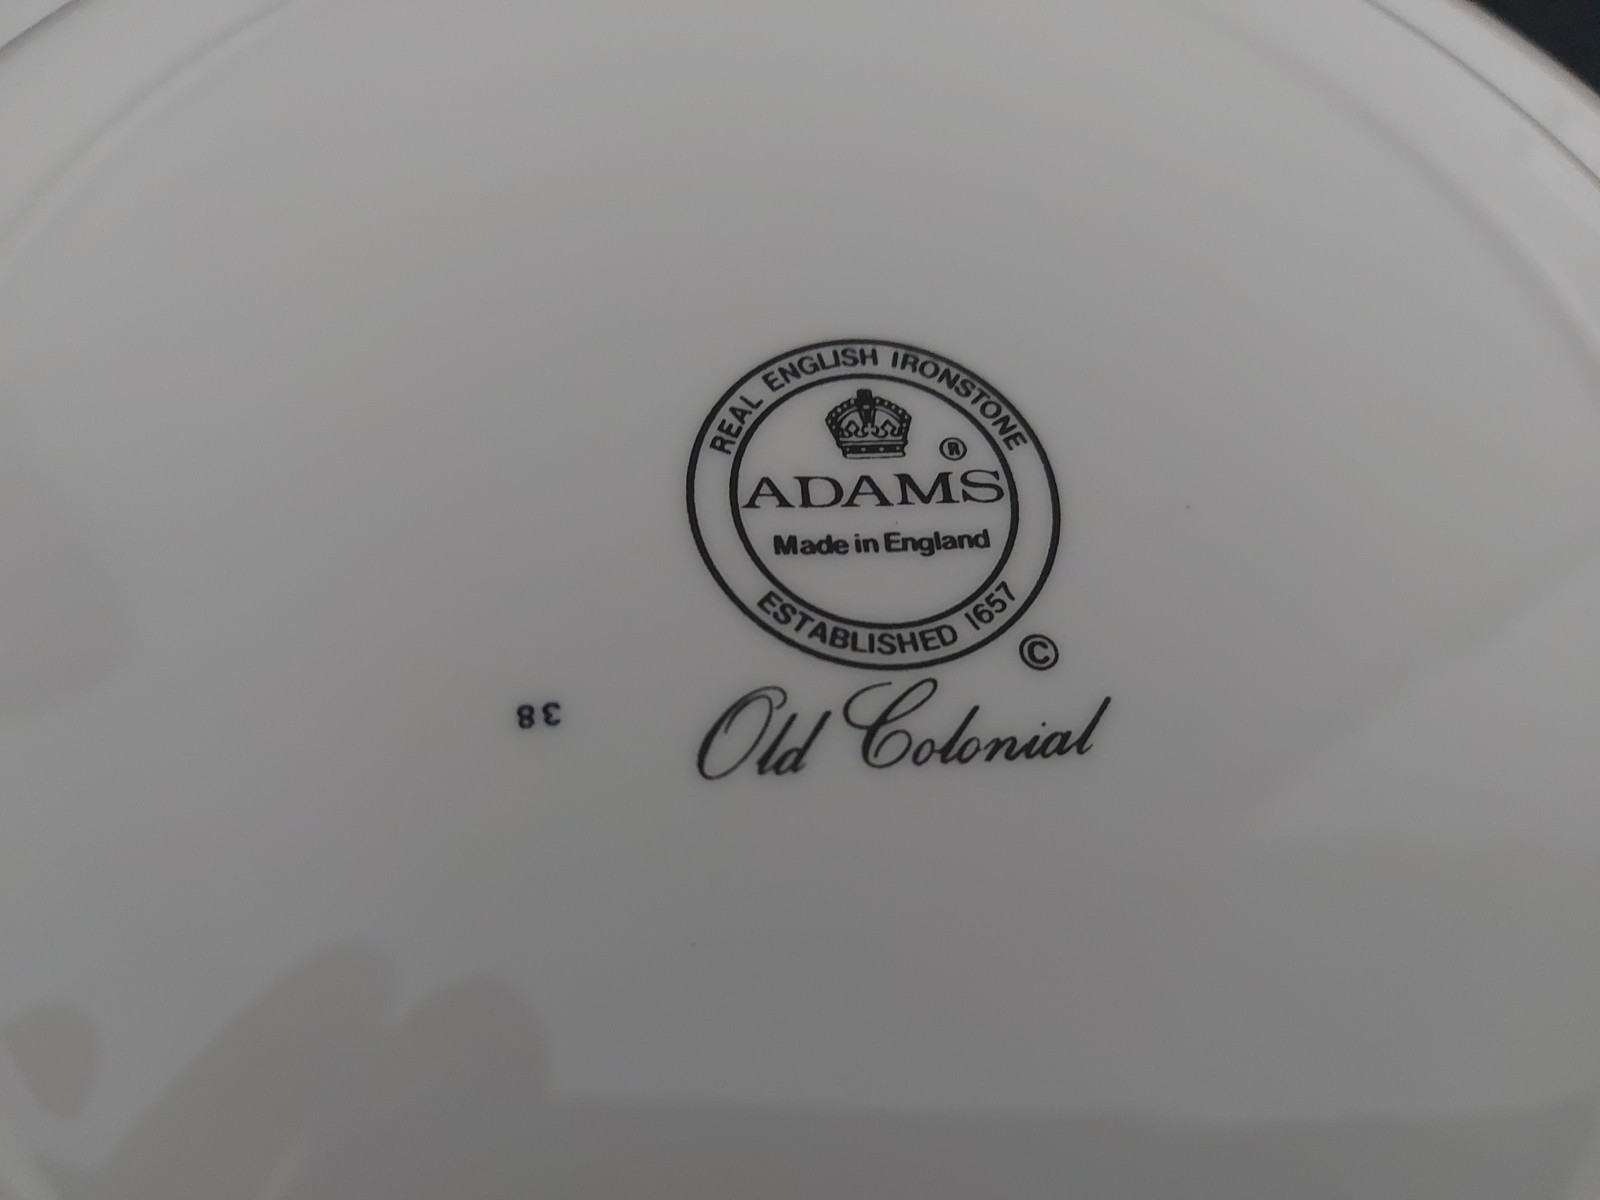 REAL ENGLISH IRONSTONE
®
ADAMS
Made in England
ESTABLISHED 1657
©
Old Colonial
38